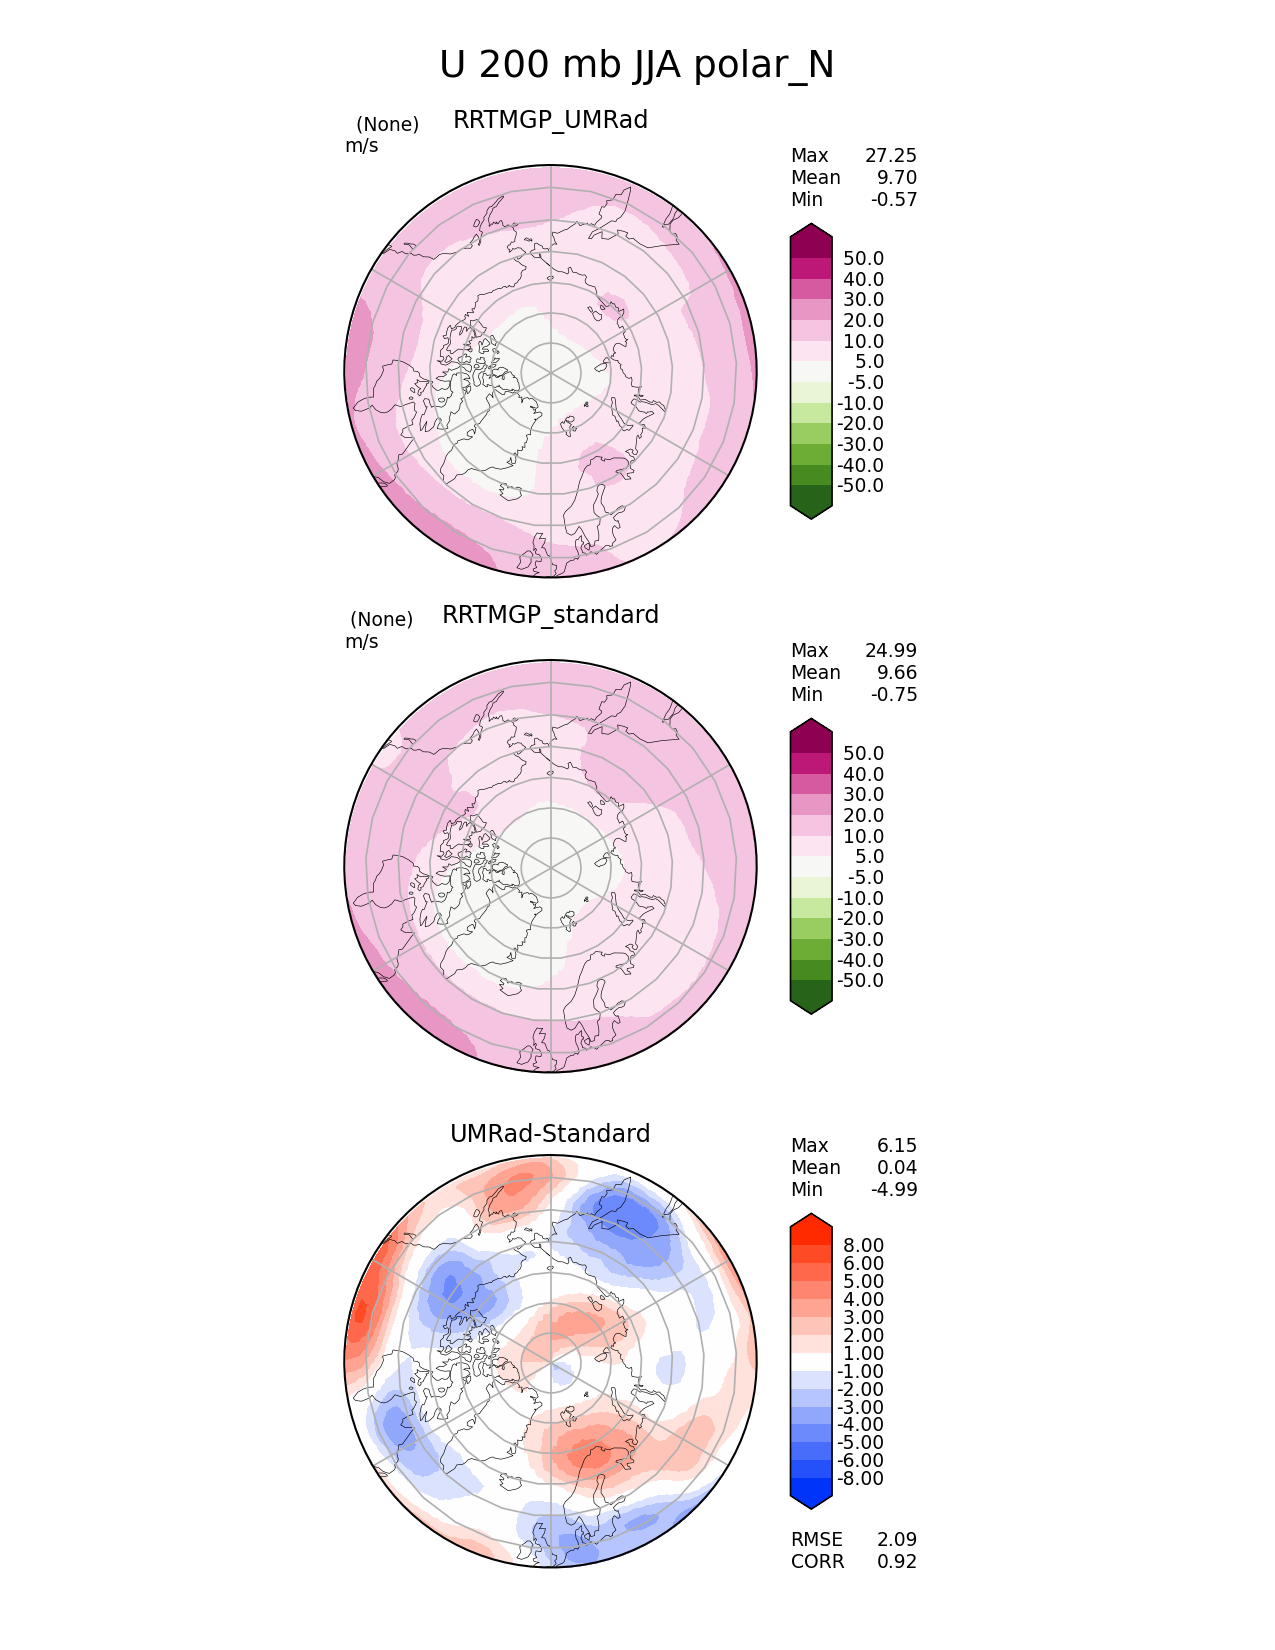 U 200 mb JJA polar_N
(None) RRTMGP_UMRad
m/s
Max 27.25
Mean 9.70
Min -0.57
50.0
40.0
30.0
20.0
10.0
5.0
-5.0
-10.0
-20.0
-30.0
-40.0
-50.0
(None) RRTMGP_standard
m/s
Max 24.99
Mean 9.66
Min -0.75
50.0
40.0
30.0
20.0
10.0
5.0
-5.0
-10.0
-20.0
-30.0
-40.0
-50.0
UMRad-Standard
Max 6.15
Mean 0.04
Min -4.99
8.00
6.00
5.00
4.00
3.00
2.00
1.00
-1.00
-2.00
-3.00
-4.00
-5.00
-6.00
-8.00
RMSE 2.09
CORR 0.92